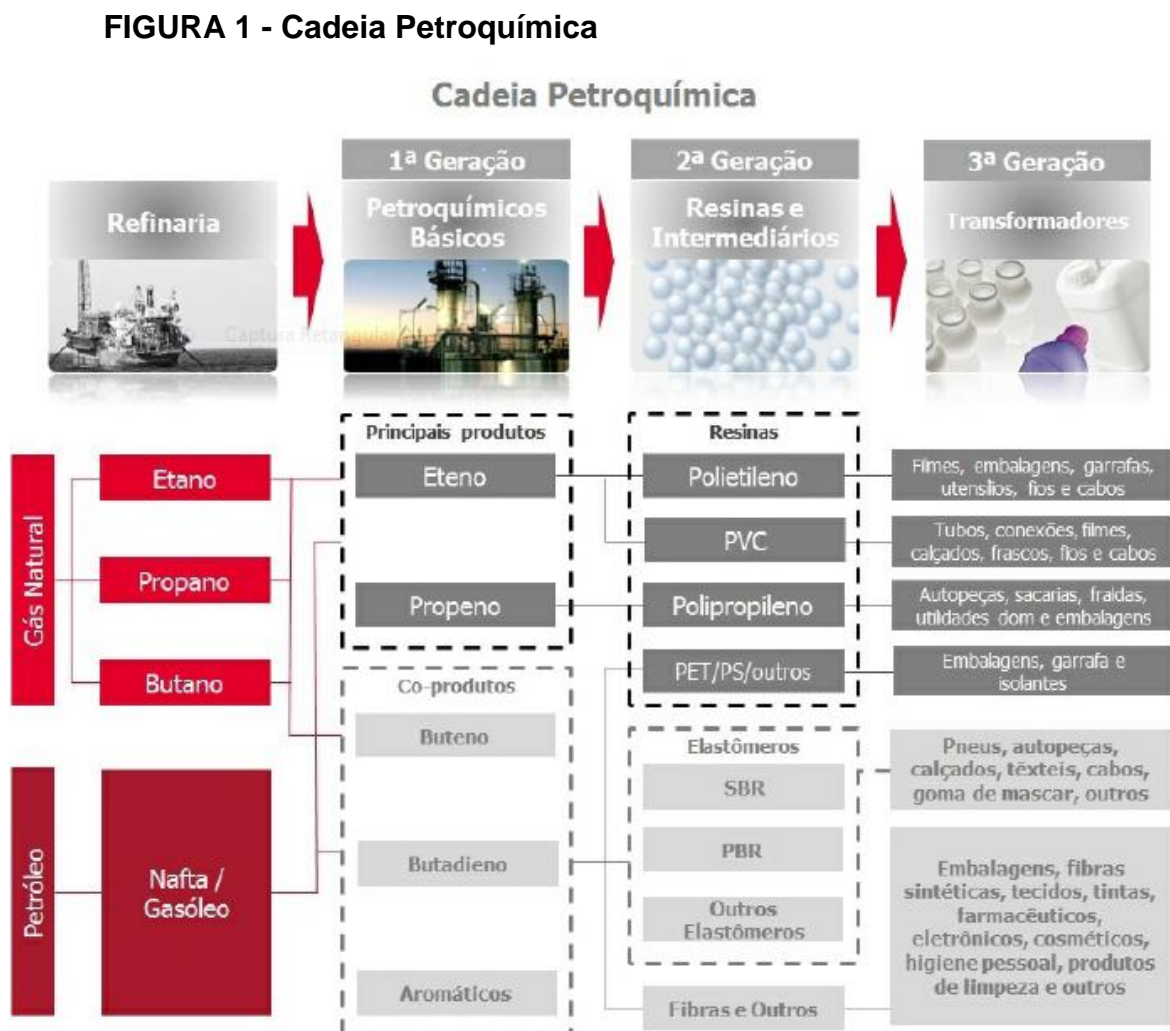 FIGURA 1 - Cadeia Petroquímica
Cadeia Petroquímica
1ª Geração
2ª Geração
3ª Geração
Refinaria
Petroquímicos
Básicos
Resinas e
Intermediários
Transformadores
Captura Retangular
Principais produtos
Resinas
Gás Natural
Etano
Eteno
Polietileno
Filmes, embalagens, garrafas,
utensílios, fios e cabos
PVC
Tubos, conexões, filmes,
calçados, frascos, fios e cabos
Propano
Propeno
Polipropileno
Autopeças, sacarias, fraldas,
utilidades dom e embalagens
Butano
PET/PS/outros
Embalagens, garrafa e
isolantes
Co-produtos
Buteno
Elastômeros
SBR
Pneus, autopeças,
calçados, têxteis, cabos,
goma de mascar, outros
Petróleo
Nafta /
Gasóleo
Butadieno
PBR
Outros
Elastômeros
Embalagens, fibras
sintéticas, tecidos, tintas,
farmacêuticos,
eletrônicos, cosméticos,
higiene pessoal, produtos
de limpeza e outros
Aromáticos
Fibras e Outros